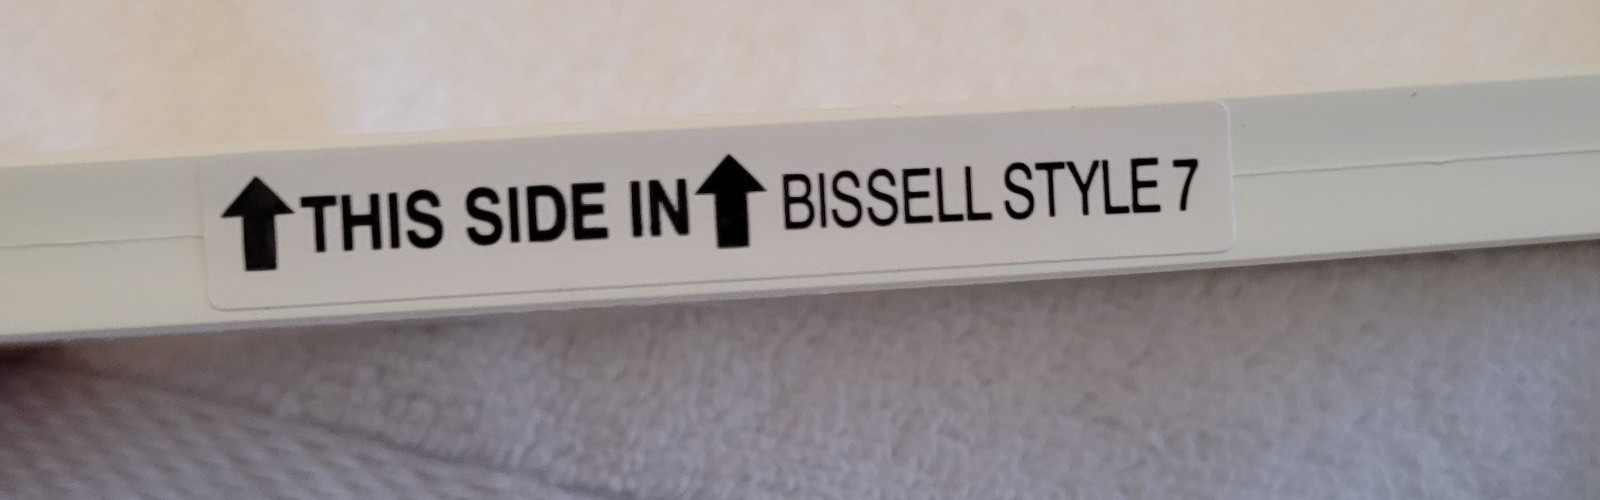 ⬆THIS SIDE IN⬆ BISSELL STYLE 7